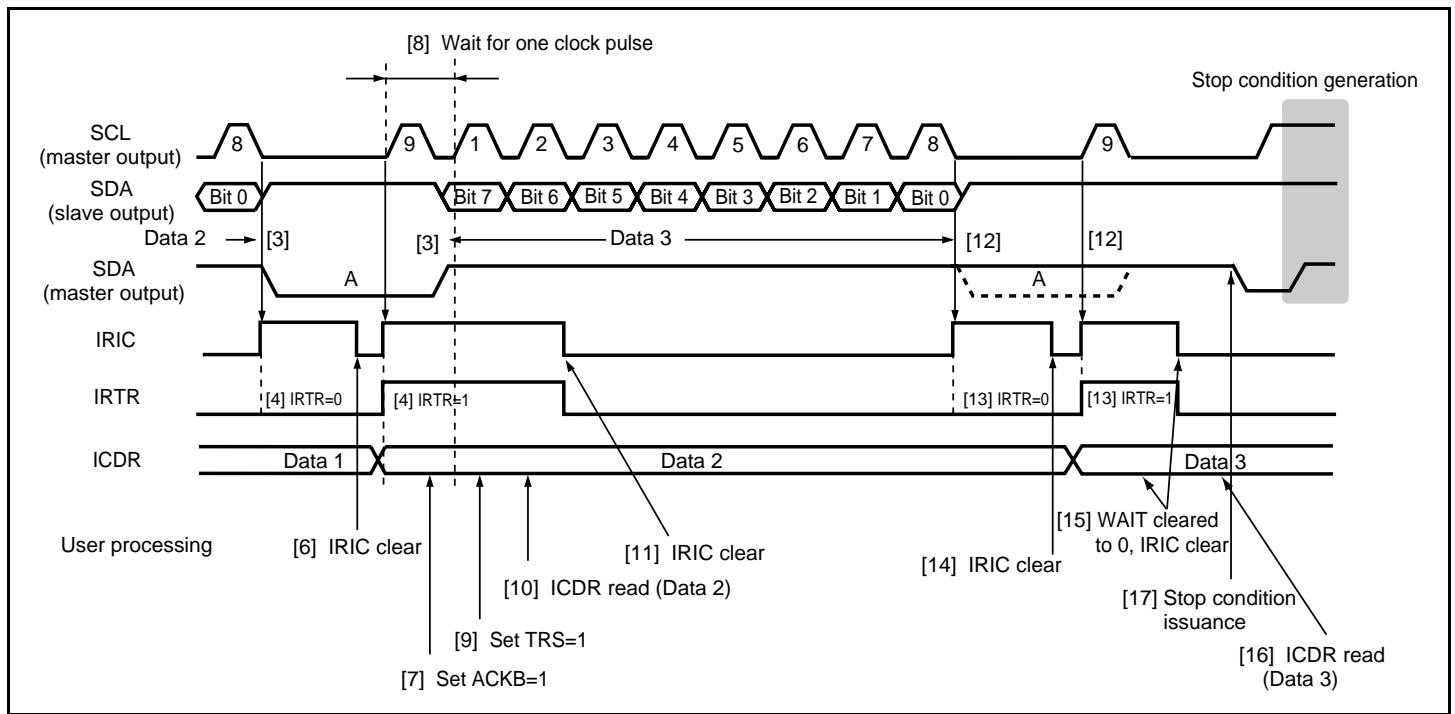 [8] Wait for one clock pulse
Stop condition generation
SCL
(master output)
8 9 1 2 3 4 5 6 7 8 9
SDA
(slave output)
Bit 0 Bit 7 Bit 6 Bit 5 Bit 4 Bit 3 Bit 2 Bit 1 Bit 0
Data 2 [3] [3] Data 3 [12] [12]
SDA
(master output)
A A
IRIC
IRTR
[4] IRTR=0 [4] IRTR=1 [13] IRTR=0 [13] IRTR=1
ICDR
Data 1 Data 2 Data 3
User processing
[6] IRIC clear
[11] IRIC clear
[14] IRIC clear
[15] WAIT cleared
to 0, IRIC clear
[10] ICDR read (Data 2)
[17] Stop condition
issuance
[9] Set TRS=1
[16] ICDR read
(Data 3)
[7] Set ACKB=1